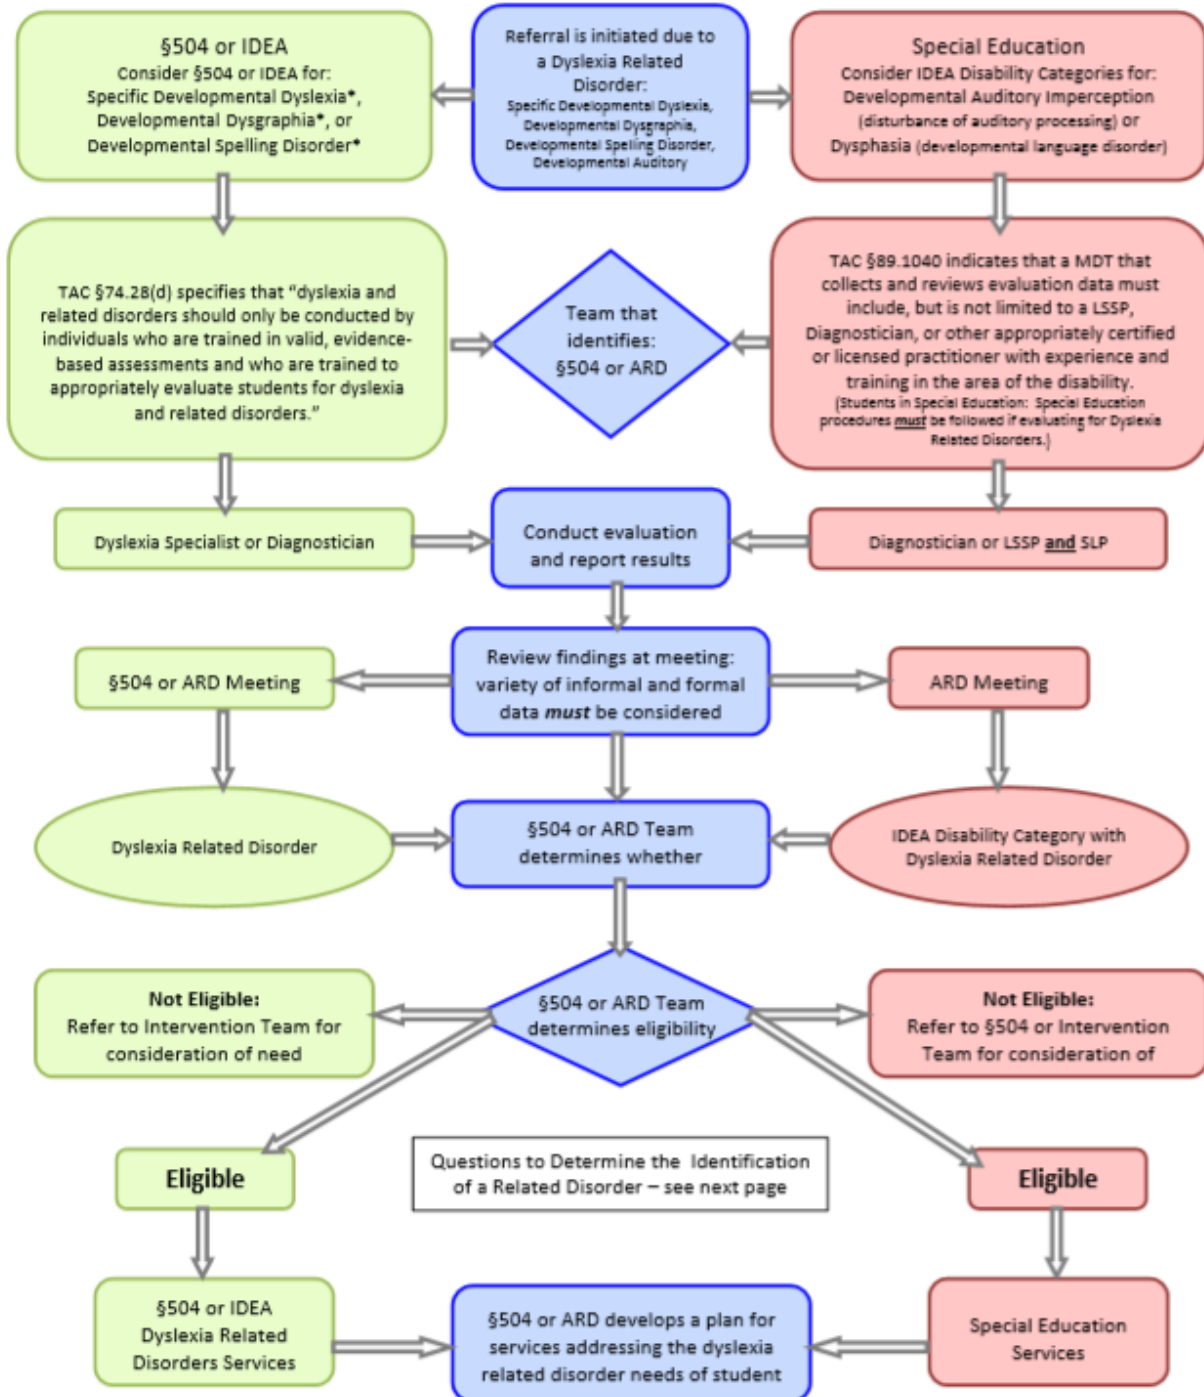 §504 or IDEA
Consider §504 or IDEA for:
Specific Developmental Dyslexia*,
Developmental Dysgraphia*, or
Developmental Spelling Disorder*
Referral is initiated due to
a Dyslexia Related
Disorder:
Specific Developmental Dyslexia,
Developmental Dysgraphia,
Developmental Spelling Disorder,
Developmental Auditory
Special Education
Consider IDEA Disability Categories for:
Developmental Auditory Imperception
(disturbance of auditory processing) or
Dysphasia (developmental language disorder)
TAC §74.28(d) specifies that “dyslexia and
related disorders should only be conducted by
individuals who are trained in valid, evidence-
based assessments and who are trained to
appropriately evaluate students for dyslexia
and related disorders.”
Team that
identifies:
§504 or ARD
TAC §89.1040 indicates that a MDT that
collects and reviews evaluation data must
include, but is not limited to a LSSP,
Diagnostician, or other appropriately certified
or licensed practitioner with experience and
training in the area of the disability.
(Students in Special Education: Special Education
procedures must be followed if evaluating for Dyslexia
Related Disorders.)
Dyslexia Specialist or Diagnostician
Conduct evaluation
and report results
Diagnostician or LSSP and SLP
§504 or ARD Meeting
Review findings at meeting:
variety of informal and formal
data must be considered
ARD Meeting
Dyslexia Related Disorder
§504 or ARD Team
determines whether
IDEA Disability Category with
Dyslexia Related Disorder
Not Eligible:
Refer to Intervention Team for
consideration of need
§504 or ARD Team
determines eligibility
Not Eligible:
Refer to §504 or Intervention
Team for consideration of
Eligible
Questions to Determine the Identification
of a Related Disorder – see next page
Eligible
§504 or IDEA
Dyslexia Related
Disorders Services
§504 or ARD develops a plan for
services addressing the dyslexia
related disorder needs of student
Special Education
Services